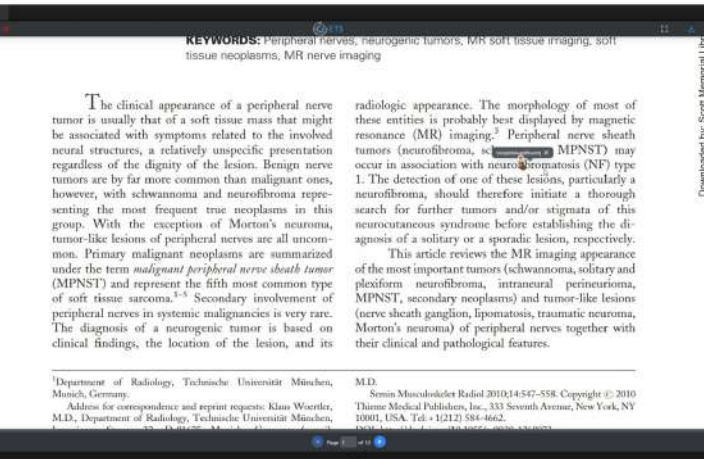 ETS
KEYWORDS: Peripheral nerves, neurogenic tumors, MR soft tissue imaging, soft
tissue neoplasms, MR nerve imaging
The clinical appearance of a peripheral nerve
tumor is usually that of a soft tissue mass that might
be associated with symptoms related to the involved
neural structures, a relatively unspecific presentation
regardless of the dignity of the lesion. Benign nerve
tumors are by far more common than malignant ones,
however, with schwannoma and neurofibroma repre-
senting the most frequent true neoplasms in this
group. With the exception of Morton's neuroma,
tumor-like lesions of peripheral nerves are all uncom-
mon. Primary malignant neoplasms are summarized
under the term malignant peripheral nerve sheath tumor
(MPNST) and represent the fifth most common type
of soft tissue sarcoma. Secondary involvement of
peripheral nerves in systemic malignancies is very rare.
The diagnosis of a neurogenic tumor is based on
clinical findings, the location of the lesion, and its
radiologic appearance. The morphology of most of
these entities is probably best displayed by magnetic
resonance (MR) imaging.3 Peripheral nerve sheath
tumors (neurofibroma, MPNST) may
occur in association with neurofibromatosis (NF) type
1. The detection of one of these lesions, particularly a
neurofibroma, should therefore initiate a thorough
search for further tumors and/or stigmata of this
neurocutaneous syndrome before establishing the di-
agnosis of a solitary or a sporadic lesion, respectively.
This article reviews the MR imaging appearance
of the most important tumors (schwannoma, solitary and
plexiform neurofibroma, intraneural perineurioma,
MPNST, secondary neoplasms) and tumor-like lesions
(nerve sheath ganglion, lipomatosis, traumatic neuroma,
Morton's neuroma) of peripheral nerves together with
their clinical and pathological features.
1Department of Radiology, Technische Universität München,
Munich, Germany.
Address for correspondence and reprint requests: Klaus Woertler,
M.D., Department of Radiology, Technische Universität München,
M.D.
Semin Musculoskelet Radiol 2010;14:547–558. Copyright © 2010
Thieme Medical Publishers, Inc., 333 Seventh Avenue, New York, NY
10001, USA. Tel: +1(212) 584-4662.
Downloaded by: Scott Memorial Libr
Page 1 of 12